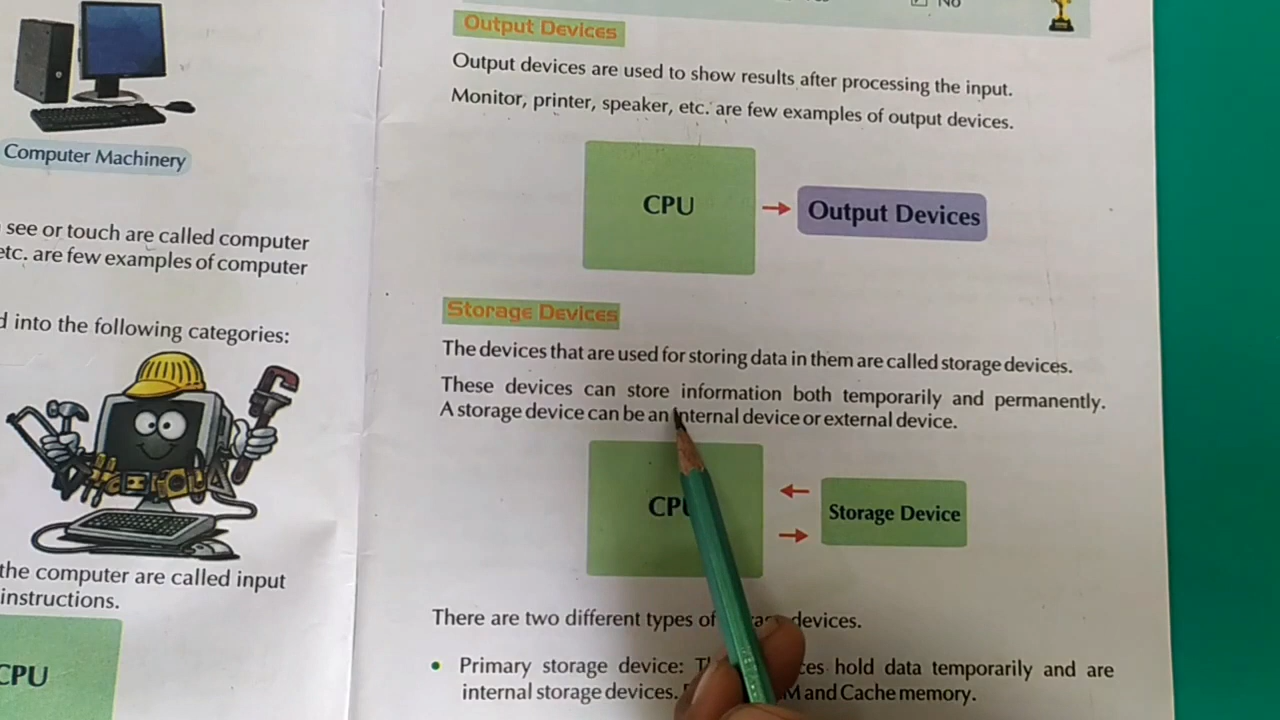 Computer Machinery
see or touch are called computer
etc. are few examples of computer
into the following categories:
the computer are called input
instructions.
CPU
No
Output Devices
Output devices are used to show results after processing the input.
Monitor, printer, speaker, etc. are few examples of output devices.
CPU
Output Devices
Storage Devices
The devices that are used for storing data in them are called storage devices.
These devices can store information both temporarily and permanently.
A storage device can be an internal device or external device.
CPU
Storage Device
There are two different types of devices.
• Primary storage device: hold data temporarily and are
internal storage devices. and Cache memory.